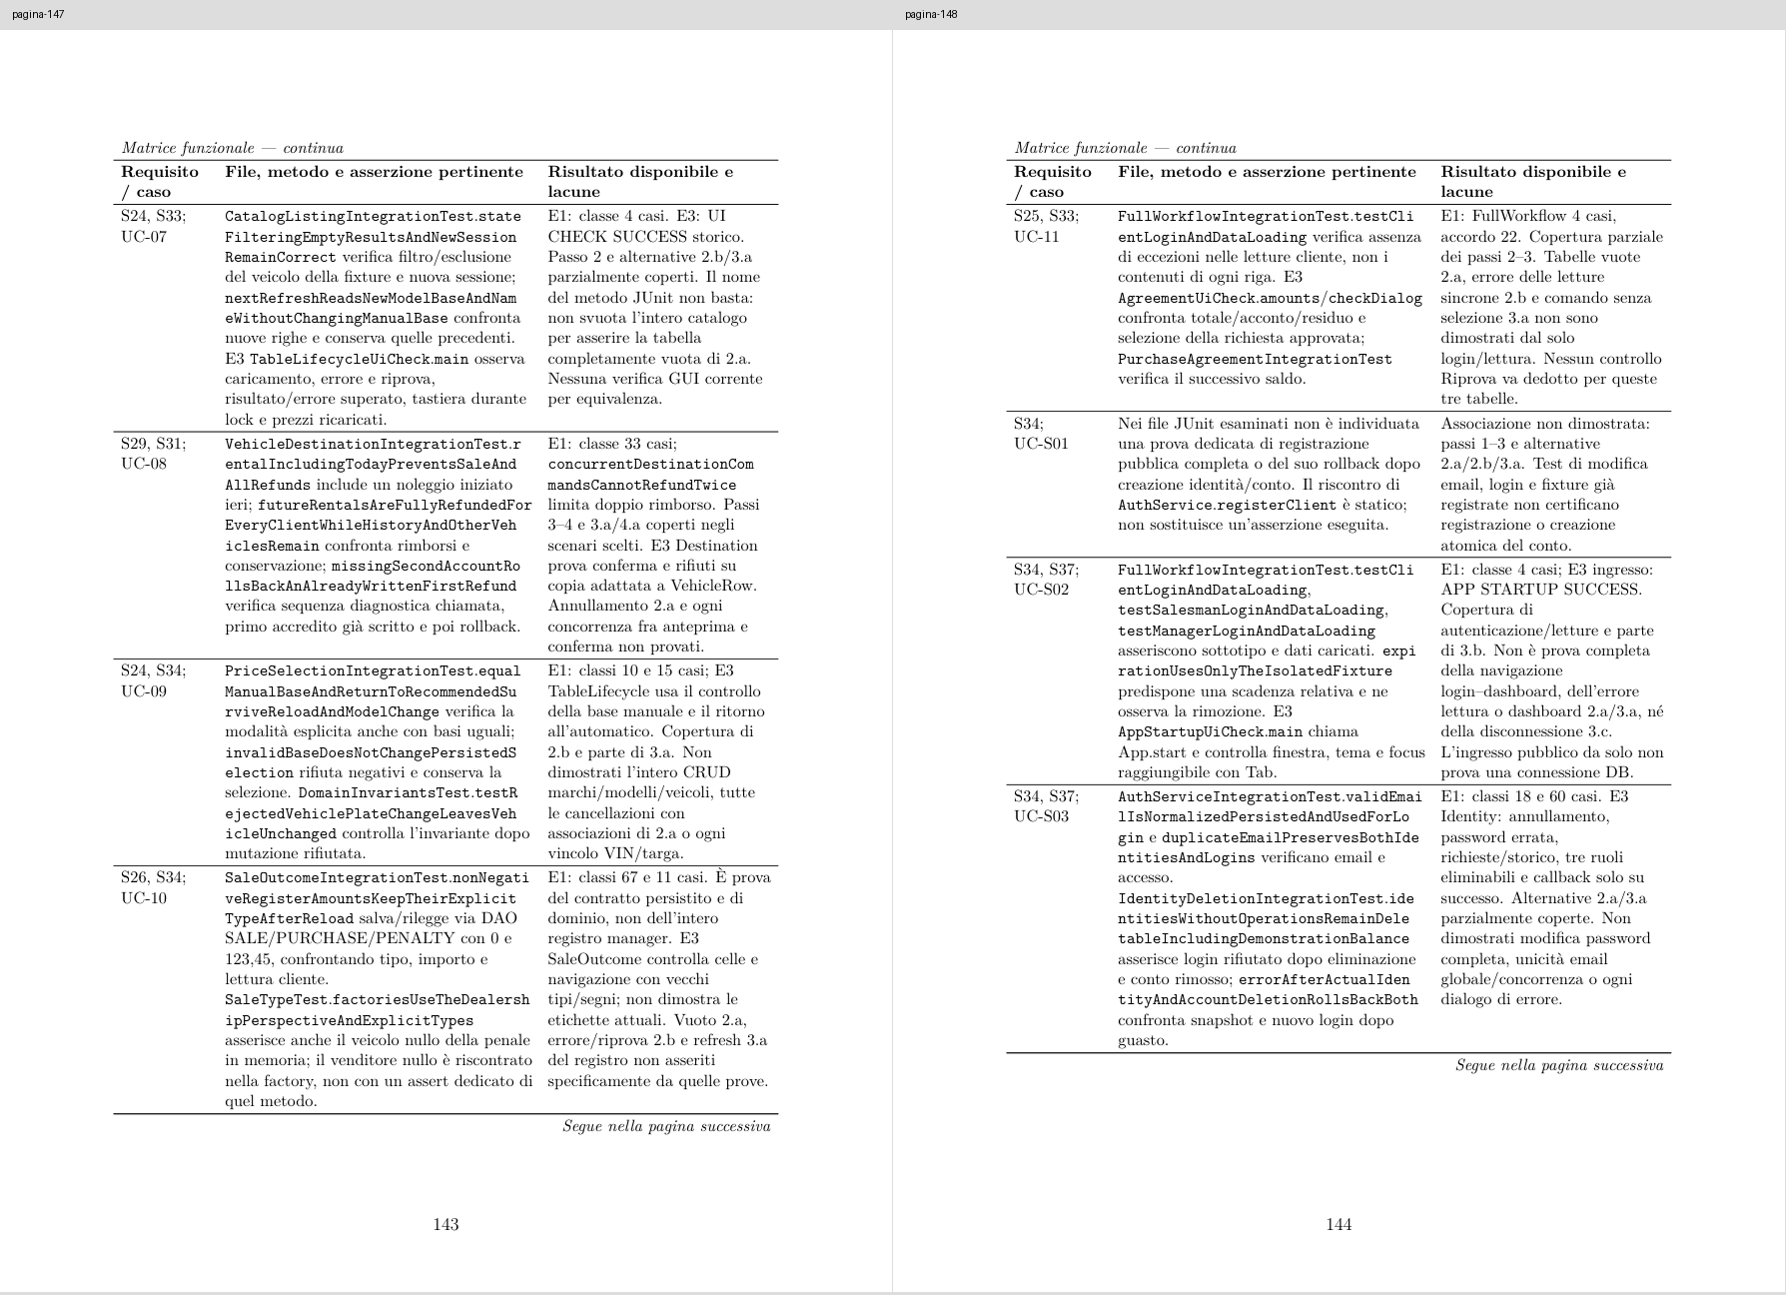 pagina-147
Matrice funzionale — continua
Requisito / caso
File, metodo e asserzione pertinente
Risultato disponibile e lacune
S24, S33;
UC-07
CatalogListingIntegrationTest.state
FilteringEmptyResultsAndNewSession
RemainCorrect verifica filtro/esclusione
del veicolo della fixture e nuova sessione;
nextRefreshReadsNewModelBaseAndNam
eWithoutChangingManualBase confronta
nuove righe e conserva quelle precedenti.
E3 TableLifecycleUiCheck.main osserva
caricamento, errore e riprova,
risultato/errore superato, tastiera durante
lock e prezzi ricaricati.
E1: classe 4 casi. E3: UI
CHECK SUCCESS storico.
Passo 2 e alternative 2.b/3.a
parzialmente coperti. Il nome
del metodo JUnit non basta:
non svuota l'intero catalogo
per asserire la tabella
completamente vuota di 2.a.
Nessuna verifica GUI corrente
per equivalenza.
S29, S31;
UC-08
VehicleDestinationIntegrationTest.r
entalIncludingTodayPreventsSaleAnd
AllRefunds include un noleggio iniziato
ieri; futureRentalsAreFullyRefundedFor
EveryClientWhileHistoryAndOtherVeh
iclesRemain confronta rimborsi e
conservazione; missingSecondAccountRo
llsBackAnAlreadyWrittenFirstRefund
verifica sequenza diagnostica chiamata,
primo accredito già scritto e poi rollback.
E1: classe 33 casi;
concurrentDestinationCom
mandsCannotRefundTwice
limita doppio rimborso. Passi
3–4 e 3.a/4.a coperti negli
scenari scelti. E3 Destination
prova conferma e rifiuti su
copia adattata a VehicleRow.
Annullamento 2.a e ogni
concorrenza fra anteprima e
conferma non provati.
S24, S34;
UC-09
PriceSelectionIntegrationTest.equal
ManualBaseAndReturnToRecommendedSu
rviveReloadAndModelChange verifica la
modalità esplicita anche con basi uguali;
invalidBaseDoesNotChangePersistedS
election rifiuta negativi e conserva la
selezione. DomainInvariantsTest.testR
ejectedVehiclePlateChangeLeavesVeh
icleUnchanged controlla l'invariante dopo
mutazione rifiutata.
E1: classi 10 e 15 casi; E3
TableLifecycle usa il controllo
della base manuale e il ritorno
all'automatico. Copertura di
2.b e parte di 3.a. Non
dimostrati l'intero CRUD
marchi/modelli/veicoli, tutte
le cancellazioni con
associazioni di 2.a o ogni
vincolo VIN/targa.
S26, S34;
UC-10
SaleOutcomeIntegrationTest.nonNegati
veRegisterAmountsKeepTheirExplicit
TypeAfterReload salva/rilegge via DAO
SALE/PURCHASE/PENALTY con 0 e
123,45, confrontando tipo, importo e
lettura cliente.
SaleTypeTest.factoriesUseTheDealersh
ipPerspectiveAndExplicitTypes
asserisce anche il veicolo nullo della penale
in memoria; il venditore nullo è riscontrato
nella factory, non con un assert dedicato di
quel metodo.
E1: classi 67 e 11 casi. È prova
del contratto persistito e di
dominio, non dell'intero
registro manager. E3
SaleOutcome controlla celle e
navigazione con vecchi
tipi/segni; non dimostra le
etichette attuali. Vuoto 2.a,
errore/riprova 2.b e refresh 3.a
del registro non asseriti
specificamente da quelle prove.
Segue nella pagina successiva
143
pagina-148
Matrice funzionale — continua
Requisito / caso
File, metodo e asserzione pertinente
Risultato disponibile e lacune
S25, S33;
UC-11
FullWorkflowIntegrationTest.testCli
entLoginAndDataLoading verifica assenza
di eccezioni nelle letture cliente, non i
contenuti di ogni riga. E3
AgreementUiCheck.amounts/checkDialog
confronta totale/acconto/residuo e
selezione della richiesta approvata;
PurchaseAgreementIntegrationTest
verifica il successivo saldo.
E1: FullWorkflow 4 casi,
accordo 22. Copertura parziale
dei passi 2–3. Tabelle vuote
2.a, errore delle letture
sincrone 2.b e comando senza
selezione 3.a non sono
dimostrati dal solo
login/lettura. Nessun controllo
Riprova va dedotto per queste
tre tabelle.
S34;
UC-S01
Nei file JUnit esaminati non è individuata
una prova dedicata di registrazione
pubblica completa o del suo rollback dopo
creazione identità/conto. Il riscontro di
AuthService.registerClient è statico;
non sostituisce un'asserzione eseguita.
Associazione non dimostrata:
passi 1–3 e alternative
2.a/2.b/3.a. Test di modifica
email, login e fixture già
registrate non certificano
registrazione o creazione
atomica del conto.
S34, S37;
UC-S02
FullWorkflowIntegrationTest.testCli
entLoginAndDataLoading,
testSalesmanLoginAndDataLoading,
testManagerLoginAndDataLoading
asseriscono sottotipo e dati caricati. expi
rationUsesOnlyTheIsolatedFixture
predispone una scadenza relativa e ne
osserva la rimozione. E3
AppStartupUiCheck.main chiama
App.start e controlla finestra, tema e focus
raggiungibile con Tab.
E1: classe 4 casi; E3 ingresso:
APP STARTUP SUCCESS.
Copertura di
autenticazione/letture e parte
di 3.b. Non è prova completa
della navigazione
login–dashboard, dell'errore
lettura o dashboard 2.a/3.a, né
della disconnessione 3.c.
L'ingresso pubblico da solo non
prova una connessione DB.
S34, S37;
UC-S03
AuthServiceIntegrationTest.validEmai
lIsNormalizedPersistedAndUsedForLo
gin e duplicateEmailPreservesBothIde
ntitiesAndLogins verificano email e
accesso.
IdentityDeletionIntegrationTest.ide
ntitiesWithoutOperationsRemainDele
tableIncludingDemonstrationBalance
asserisce login rifiutato dopo eliminazione
e conto rimosso; errorAfterActualIden
tityAndAccountDeletionRollsBackBoth
confronta snapshot e nuovo login dopo
guasto.
E1: classi 18 e 60 casi. E3
Identity: annullamento,
password errata,
richieste/storico, tre ruoli
eliminabili e callback solo su
successo. Alternative 2.a/3.a
parzialmente coperte. Non
dimostrati modifica password
completa, unicità email
globale/concorrenza o ogni
dialogo di errore.
Segue nella pagina successiva
144